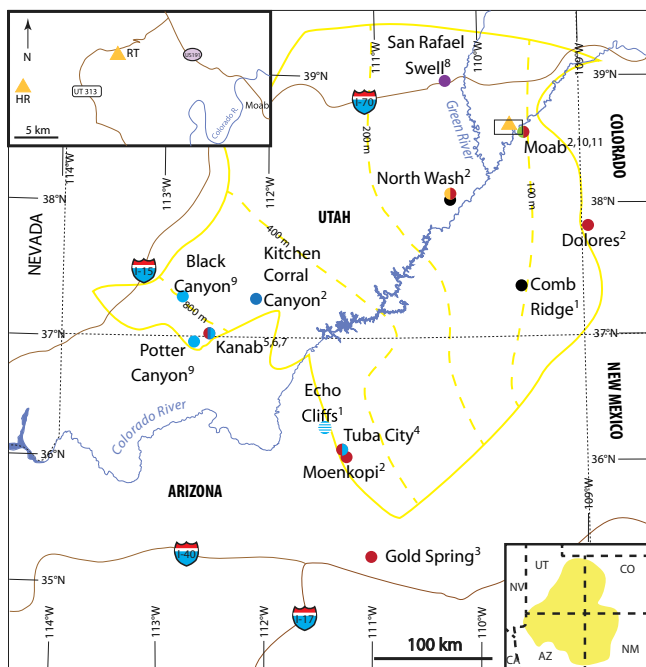 N
RT
US191
HR
UT 313
Colorado R.
Moab
5 km
111°W
110°W
109°W
San Rafael
Swell8
39°N
39°N
I-70
200m
Green River
COLORADO
Moab2,10,11
114°W
113°W
112°W
North Wash2
100 m
38°N
38°N
NEVADA
UTAH
Dolores2
400 m
I-15
Black
Canyon9
Kitchen
Corral
Canyon2
800 m
Comb
Ridge1
37°N
37°N
Potter
Canyon9
Kanab5,6,7
NEW MEXICO
Echo
Cliffs1
Colorado River
Tuba City4
Moenkopi2
36°N
36°N
ARIZONA
109°W
I-40
Gold Spring3
35°N
I-17
114°W
113°W
112°W
111°W
110°W
100 km
UT
CO
NV
CA
AZ
NM